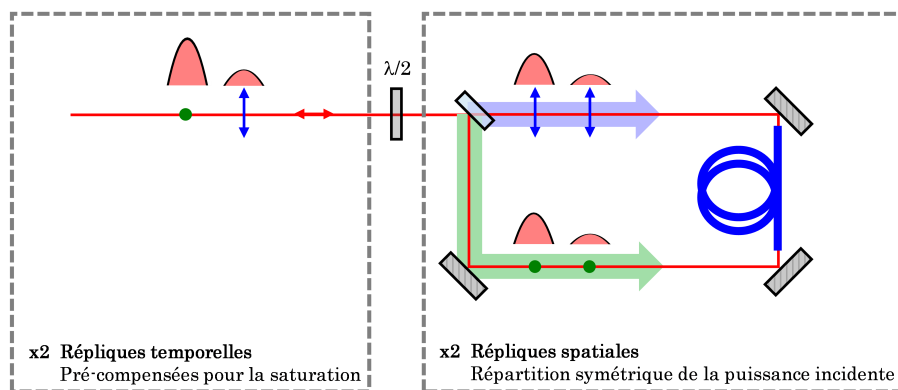 λ/2
x2 Répliques temporelles
Pré-compensées pour la saturation
x2 Répliques spatiales
Répartition symétrique de la puissance incidente